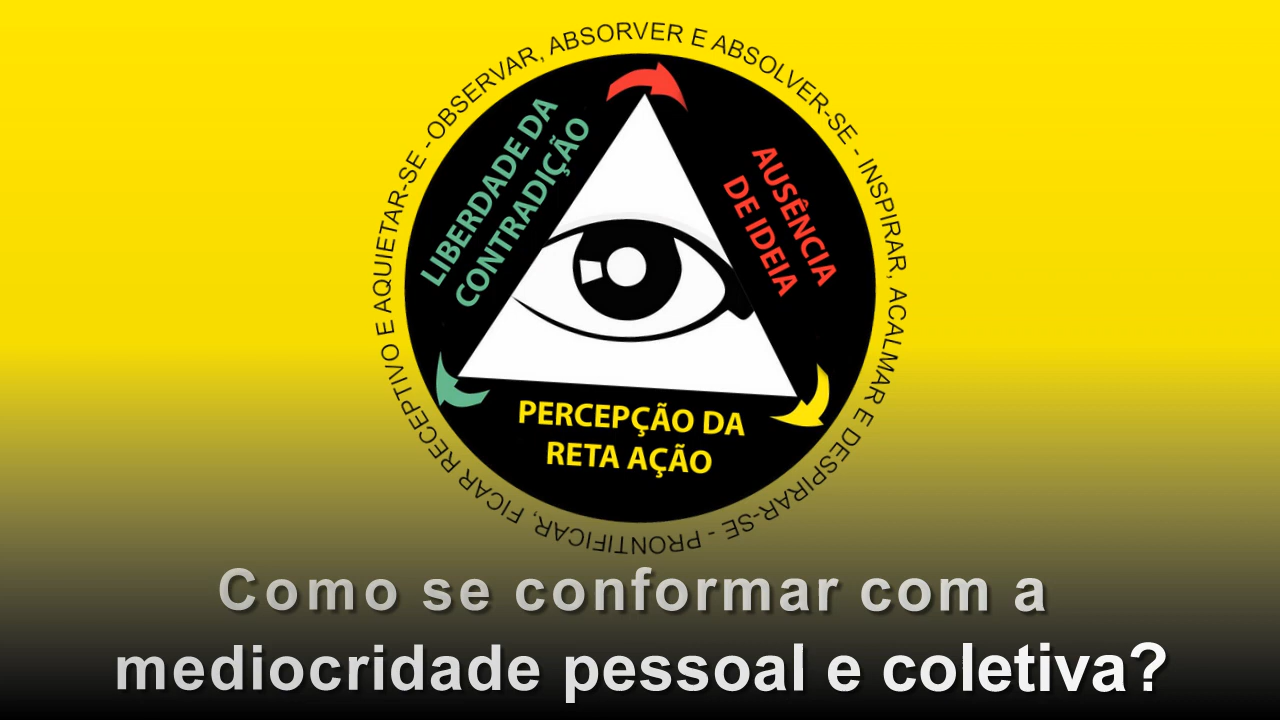 OBSERVAR, ABSORVER E ABSOLVER-SE - INSPIRAR, ACALMAR E DESPIRAR-SE - PRONTIFICAR, FICAR RECEPTIVO E AQUIETAR-SE -
LIBERDADE DA
CONTRADIÇÃO
AUSÊNCIA
DE IDEIA
PERCEPÇÃO DA
RETA AÇÃO
Como se conformar com a
mediocridade pessoal e coletiva?